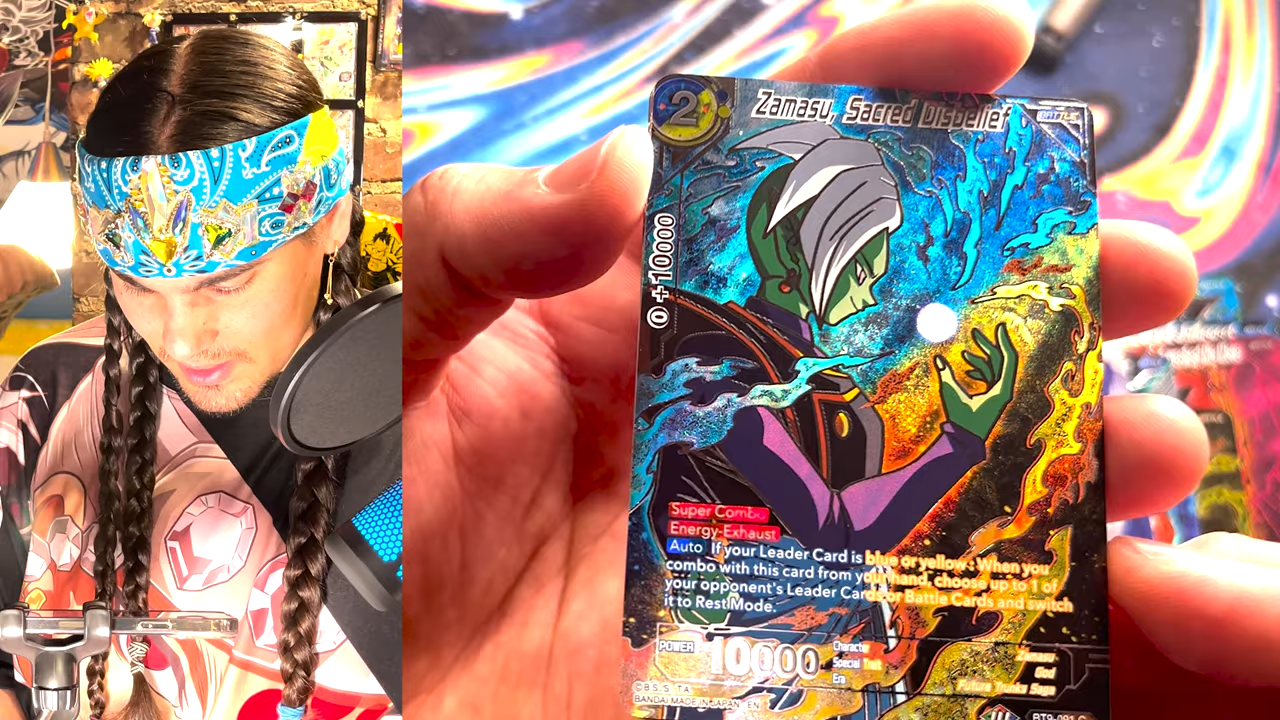 2
Zamasu, Sacred Disbelief
BATTLE
0 +10000
Super Combo
Energy-Exhaust
Auto If your Leader Card is blue or yellow : When you
combo with this card from your hand, choose up to 1 of
your opponent's Leader Cards or Battle Cards and switch
it to Rest Mode.
POWER 10000
Character Zamasu
Special Trait God
Era Future Trunks Saga
BANDAI MADE IN JAPAN EN
BT9-091 C